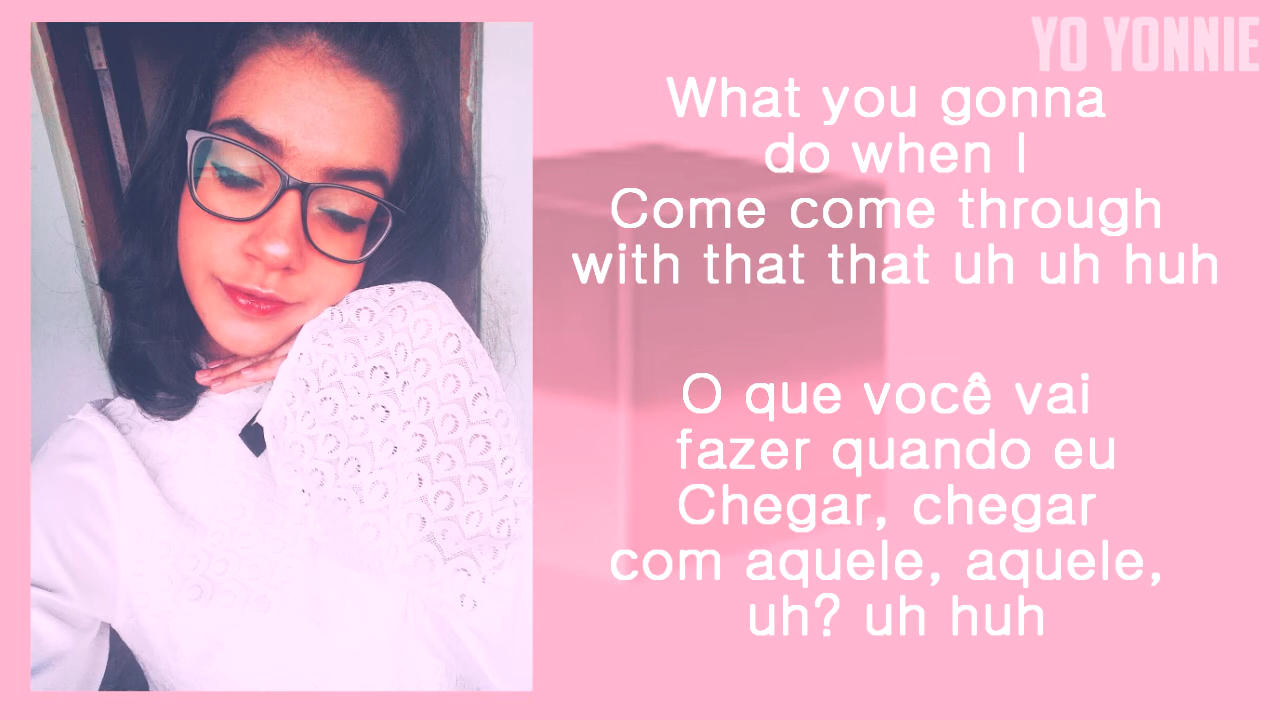 YO YONNIE
What you gonna
do when I
Come come through
with that that uh uh huh
O que você vai
fazer quando eu
Chegar, chegar
com aquele, aquele,
uh? uh huh